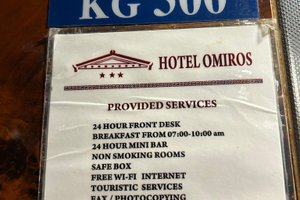 KG 500
HOTEL OMIROS
PROVIDED SERVICES
24 HOUR FRONT DESK
BREAKFAST FROM 07:00-10:00 am
24 HOUR MINI BAR
NON SMOKING ROOMS
SAFE BOX
FREE WI-FI INTERNET
TOURISTIC SERVICES
FAX / PHOTOCOPYING